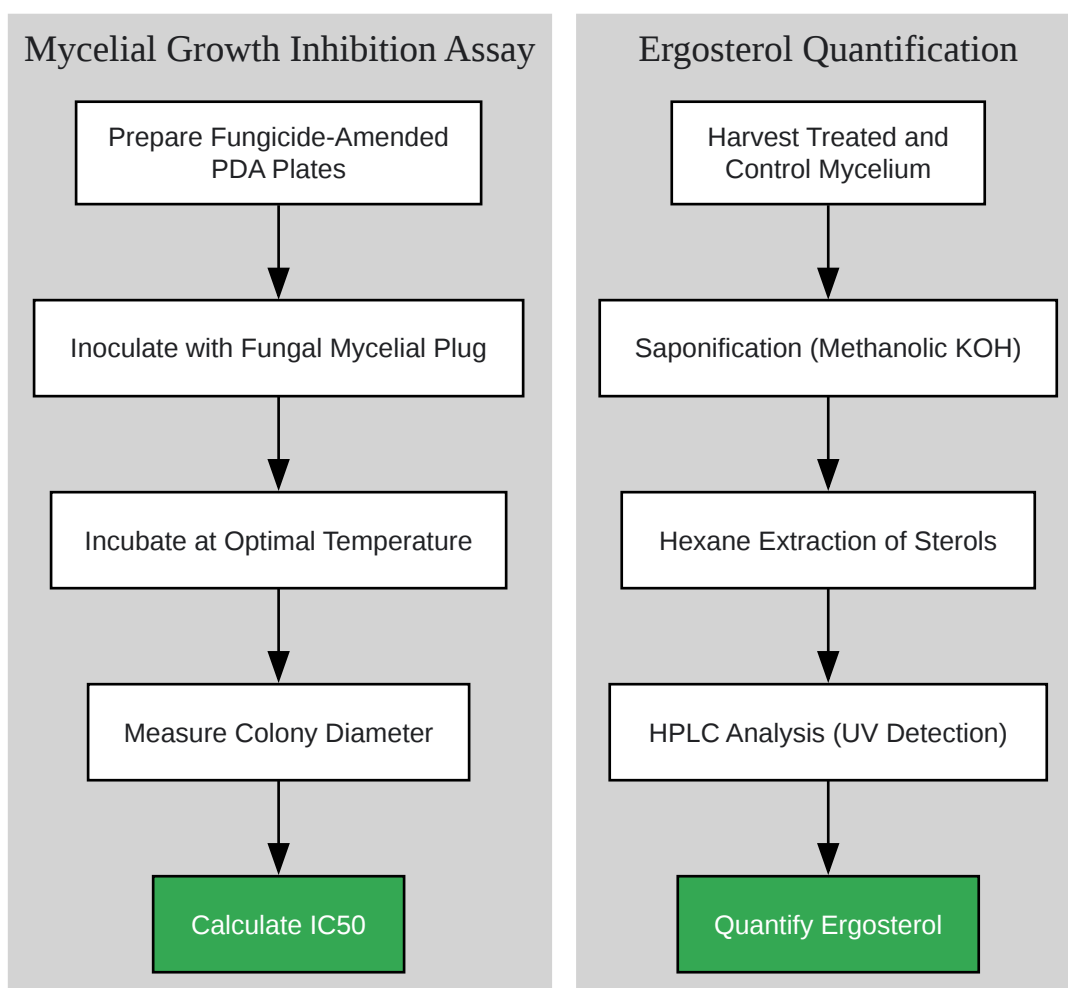 Mycelial Growth Inhibition Assay
Prepare Fungicide-Amended
PDA Plates
Inoculate with Fungal Mycelial Plug
Incubate at Optimal Temperature
Measure Colony Diameter
Calculate IC50
Ergosterol Quantification
Harvest Treated and
Control Mycelium
Saponification (Methanolic KOH)
Hexane Extraction of Sterols
HPLC Analysis (UV Detection)
Quantify Ergosterol